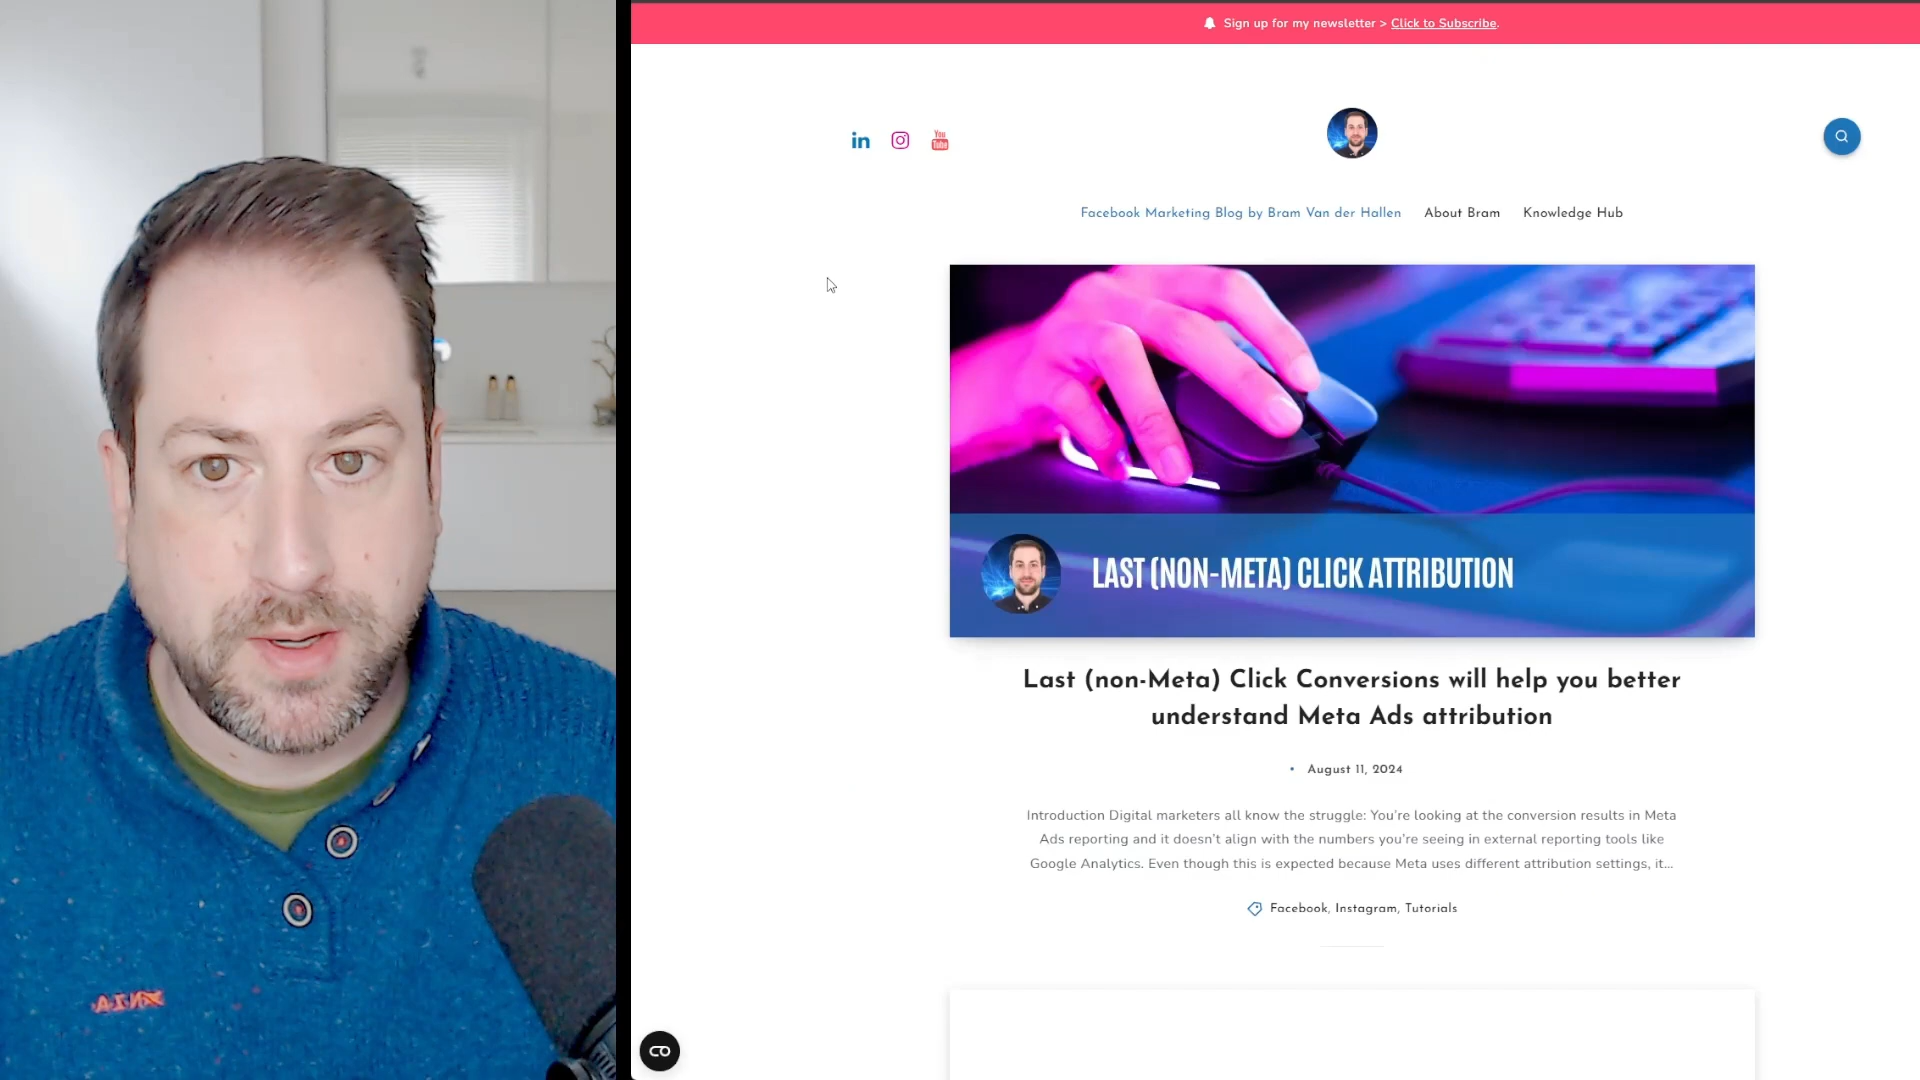 Sign up for my newsletter > Click to Subscribe.
in
You
Tube
Facebook Marketing Blog by Bram Van der Hallen About Bram Knowledge Hub
LAST (NON-META) CLICK ATTRIBUTION
Last (non-Meta) Click Conversions will help you better
understand Meta Ads attribution
• August 11, 2024
Introduction Digital marketers all know the struggle: You're looking at the conversion results in Meta
Ads reporting and it doesn't align with the numbers you're seeing in external reporting tools like
Google Analytics. Even though this is expected because Meta uses different attribution settings, it...
Facebook, Instagram, Tutorials